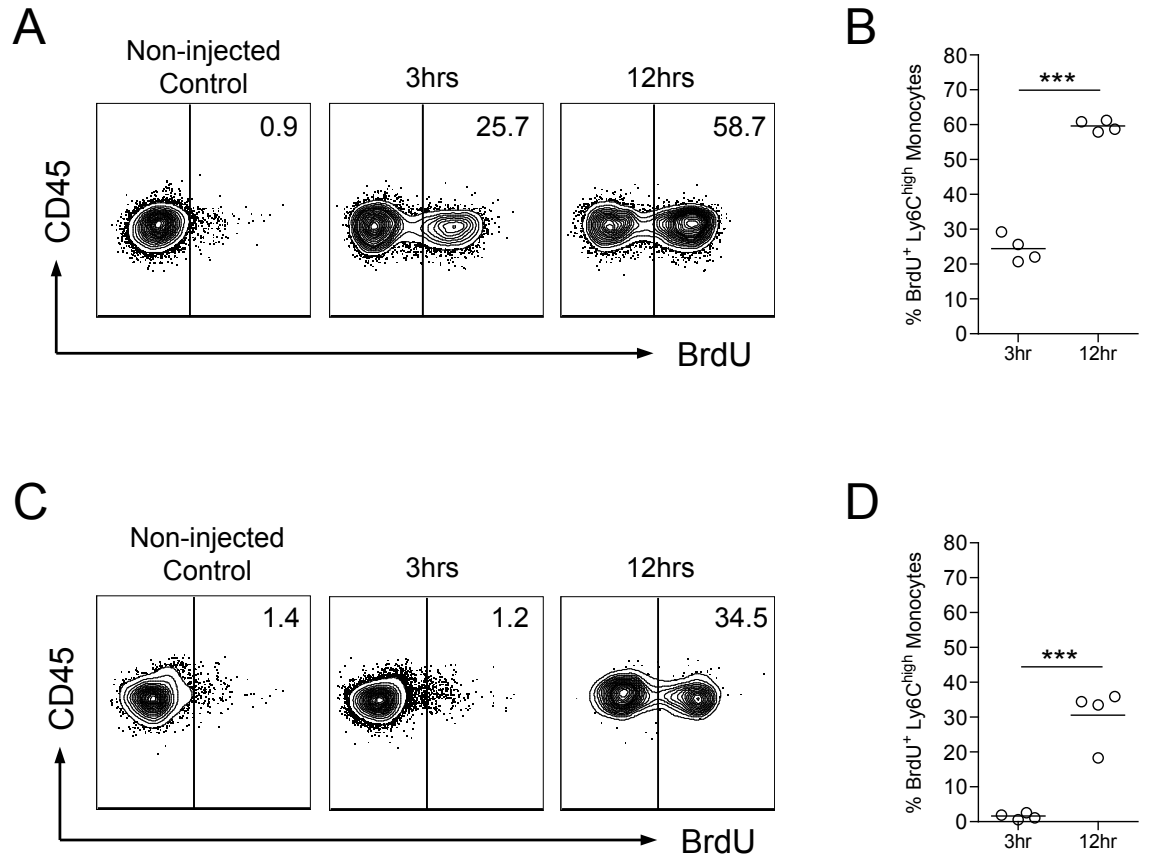 A
Non-injected
Control
3hrs
12hrs
0.9
25.7
58.7
CD45
BrdU
B
% BrdU+ Ly6Chigh Monocytes
80
70
60
50
40
30
20
10
0
***
3hr
12hr
C
Non-injected
Control
3hrs
12hrs
1.4
1.2
34.5
CD45
BrdU
D
% BrdU+ Ly6Chigh Monocytes
80
70
60
50
40
30
20
10
0
***
3hr
12hr